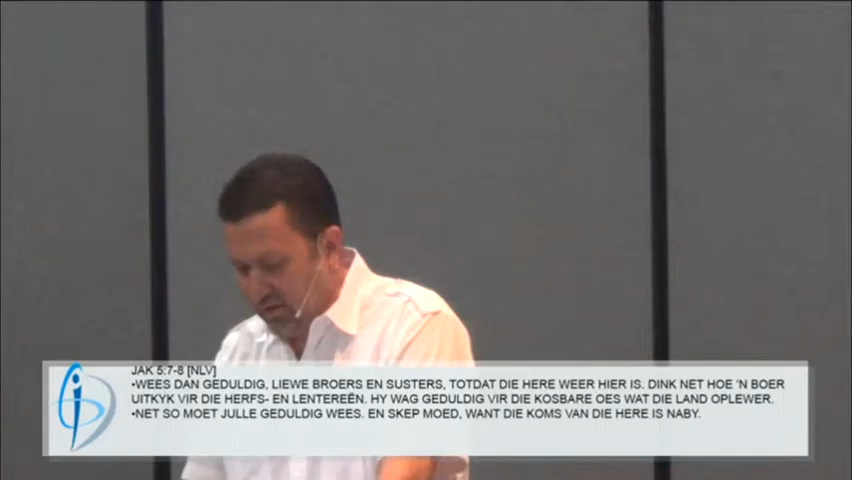 JAK 5:7-8 [NLV]
•WEES DAN GEDULDIG, LIEWE BROERS EN SUSTERS, TOTDAT DIE HERE WEER HIER IS. DINK NET HOE 'N BOER
UITKYK VIR DIE HERFS- EN LENTEREËN. HY WAG GEDULDIG VIR DIE KOSBARE OES WAT DIE LAND OPLEWER.
•NET SO MOET JULLE GEDULDIG WEES. EN SKEP MOED, WANT DIE KOMS VAN DIE HERE IS NABY.